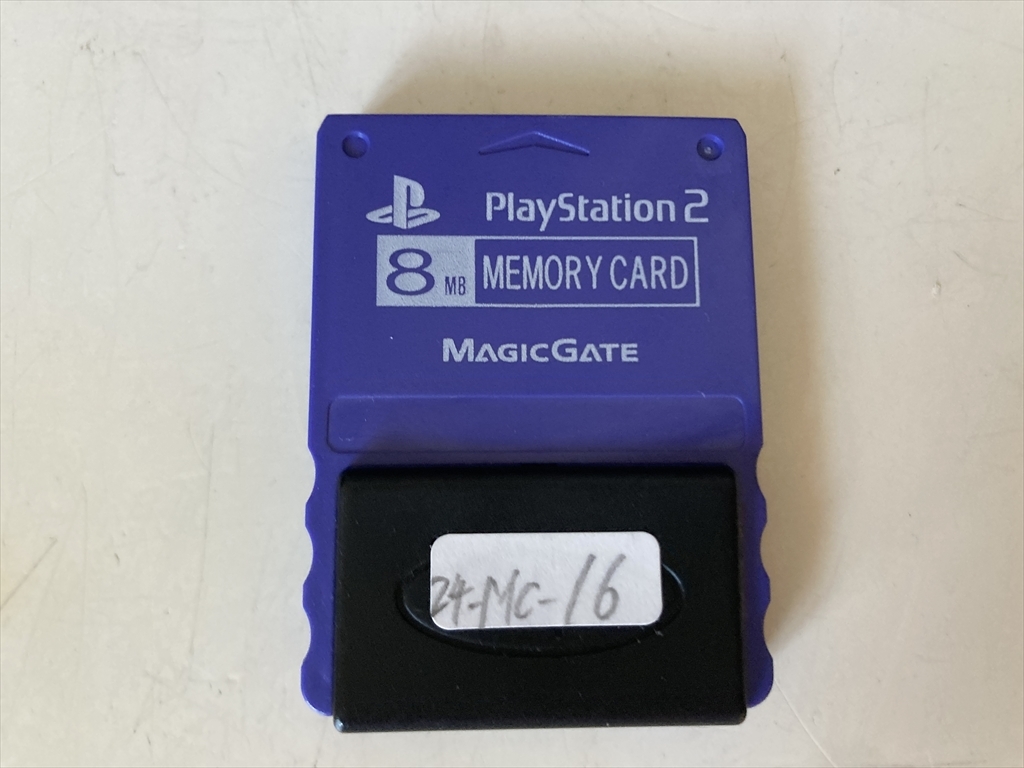 PlayStation 2
8 MB MEMORY CARD
MAGICGATE
24-MC-16